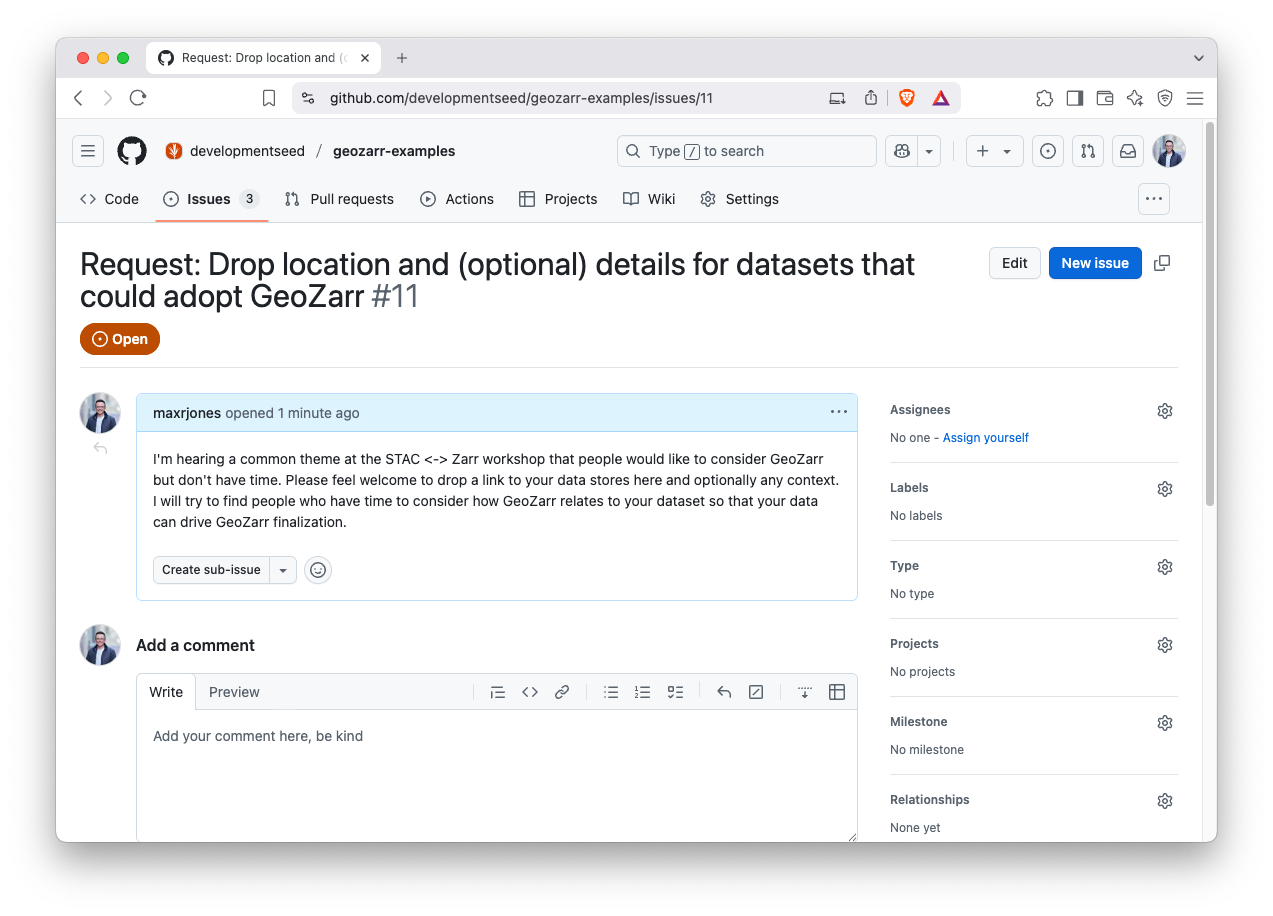 Request: Drop location and (
github.com/developmentseed/geozarr-examples/issues/11
developmentseed / geozarr-examples
Type / to search
Code
Issues 3
Pull requests
Actions
Projects
Wiki
Settings
Request: Drop location and (optional) details for datasets that
could adopt GeoZarr #11
Edit
New issue
Open
maxrjones opened 1 minute ago
I'm hearing a common theme at the STAC <-> Zarr workshop that people would like to consider GeoZarr
but don't have time. Please feel welcome to drop a link to your data stores here and optionally any context.
I will try to find people who have time to consider how GeoZarr relates to your dataset so that your data
can drive GeoZarr finalization.
Create sub-issue
Add a comment
Write
Preview
Add your comment here, be kind
Assignees
No one - Assign yourself
Labels
No labels
Type
No type
Projects
No projects
Milestone
No milestone
Relationships
None yet